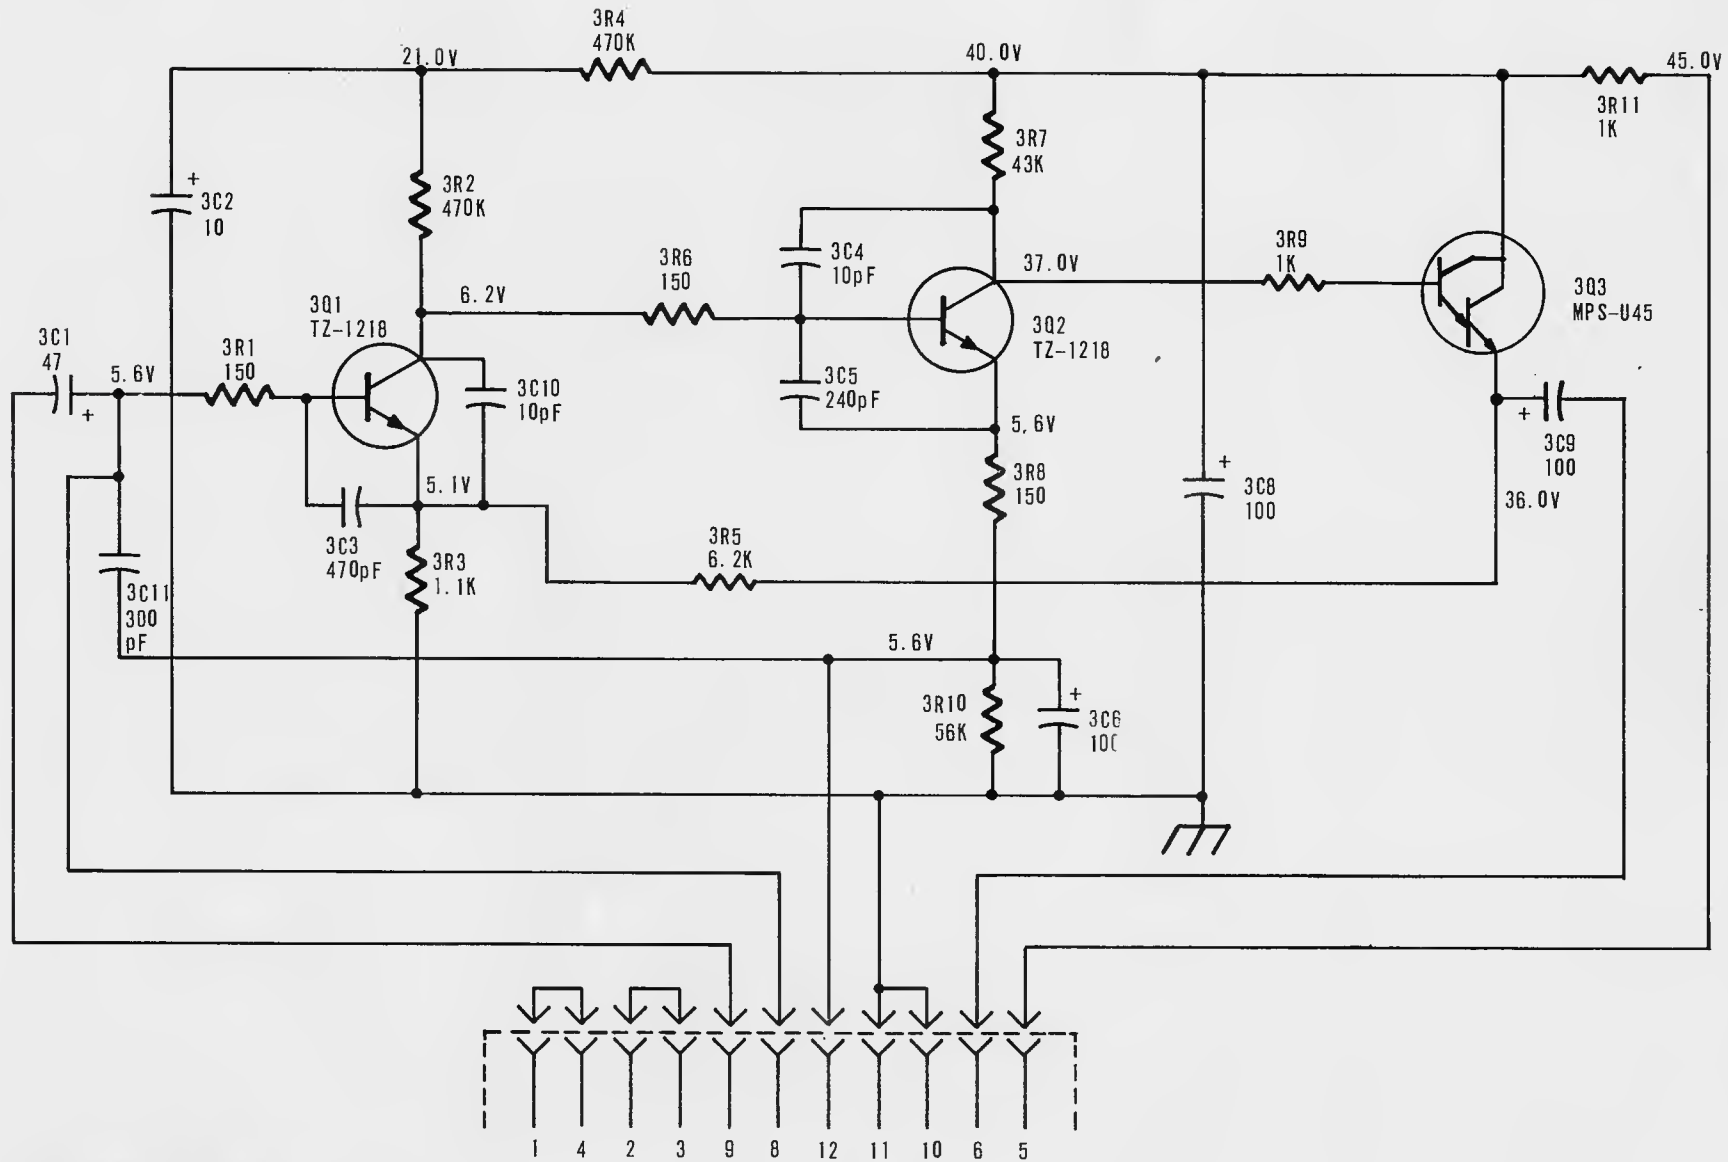 3R4
470K
21.0V
40.0V
45.0V
3R11
1K
3R7
43K
3R2
470K
+
3C2
10
3R6
150
3C4
10pF
37.0V
3R9
1K
3Q3
MPS-U45
6.2V
3Q1
TZ-1218
3Q2
TZ-1218
3C1
47
+
5.6V
3R1
150
3C10
10pF
3C5
240pF
5.6V
+
3C9
100
5.1V
3R8
150
+
3C8
100
36.0V
3C3
470pF
3R3
1.1K
3R5
6.2K
3C11
300
pF
5.6V
3R10
56K
+
3C6
100
1 4 2 3 9 8 12 11 10 6 5